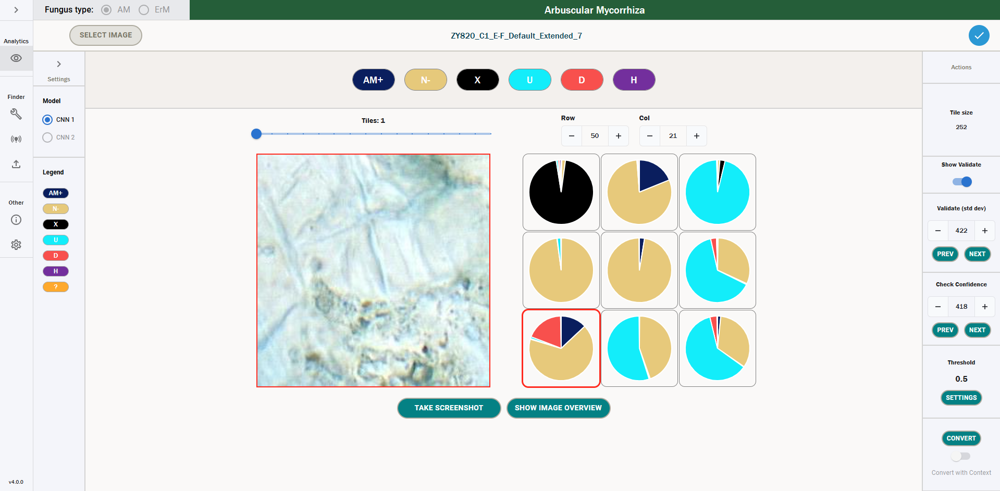 Fungus type: AM ErM
Arbuscular Mycorrhiza
SELECT IMAGE
ZY820_C1_E-F_Default_Extended_7
Analytics
Finder
Other
v4.0.0
Settings
Model
CNN 1
CNN 2
Legend
AM+
N-
X
U
D
H
?
AM+ N- X U D H
Tiles: 1
Row Col
− 50 + − 21 +
TAKE SCREENSHOT SHOW IMAGE OVERVIEW
Actions
Tile size
252
Show Validate
Validate (std dev)
− 422 +
PREV NEXT
Check Confidence
− 418 +
PREV NEXT
Threshold
0.5
SETTINGS
CONVERT
Convert with Context